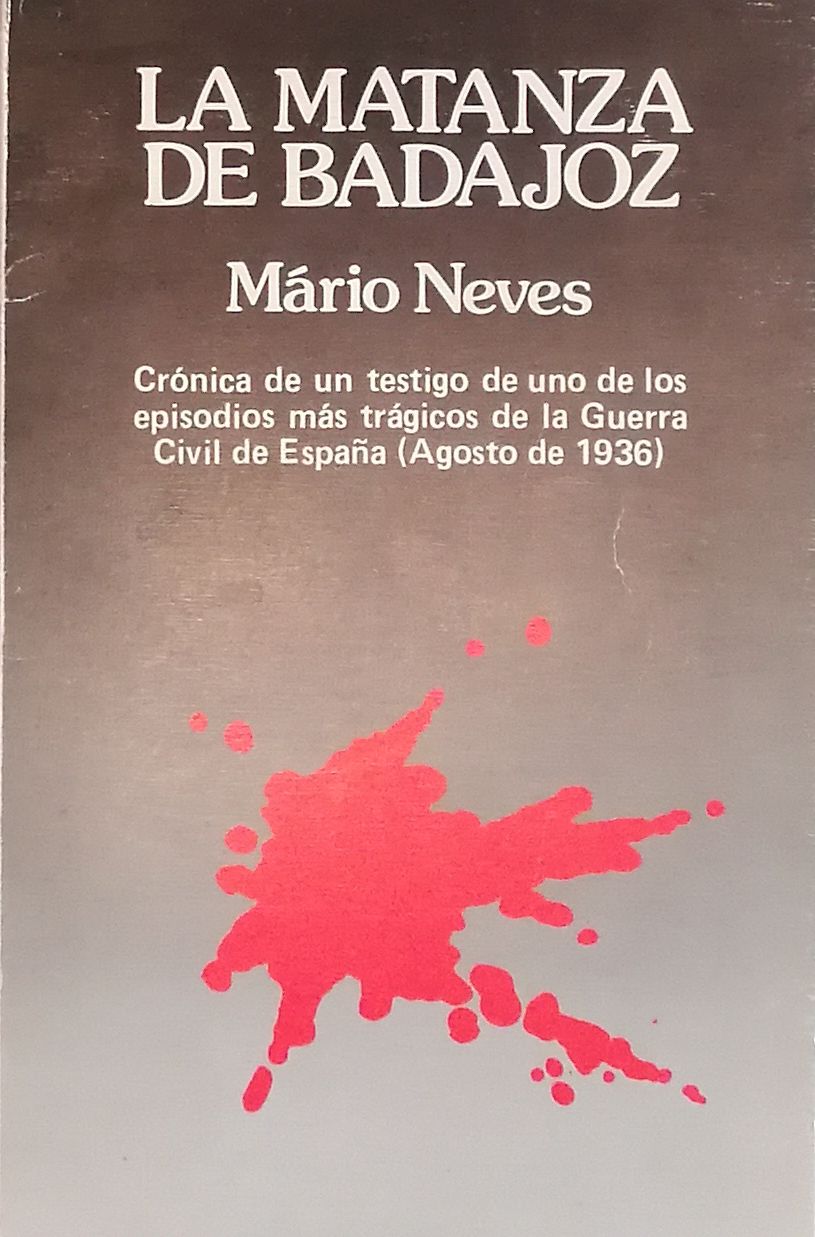 LA MATANZA
DE BADAJOZ
Mário Neves
Crónica de un testigo de uno de los
episodios más trágicos de la Guerra
Civil de España (Agosto de 1936)